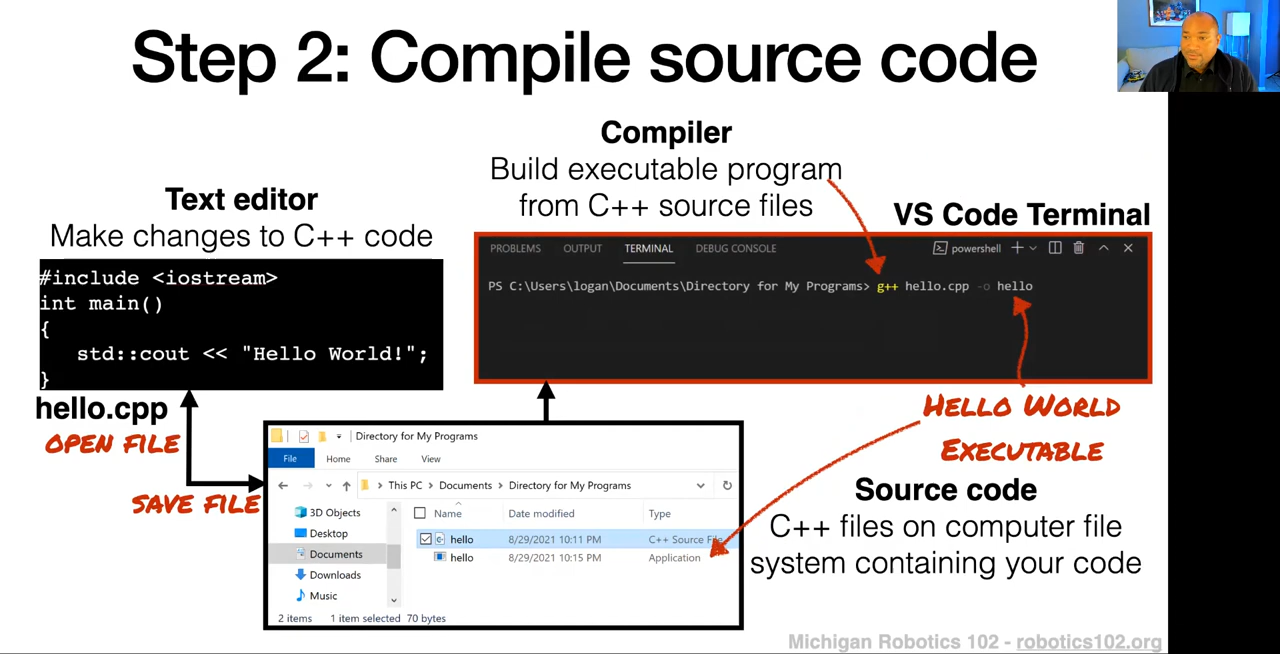 Step 2: Compile source code
Compiler
Build executable program
from C++ source files
Text editor
Make changes to C++ code
#include <iostream>
int main()
{
std::cout << "Hello World!";
}
hello.cpp
OPEN FILE
SAVE FILE
VS Code Terminal
PROBLEMS OUTPUT TERMINAL DEBUG CONSOLE powershell
PS C:\Users\logan\Documents\Directory for My Programs> g++ hello.cpp -o hello
HELLO WORLD
EXECUTABLE
Directory for My Programs
File Home Share View
This PC > Documents > Directory for My Programs
3D Objects
Desktop
Documents
Downloads
Music
Name Date modified Type
hello 8/29/2021 10:11 PM C++ Source File
hello 8/29/2021 10:15 PM Application
2 items 1 item selected 70 bytes
Source code
C++ files on computer file
system containing your code
Michigan Robotics 102 - robotics102.org